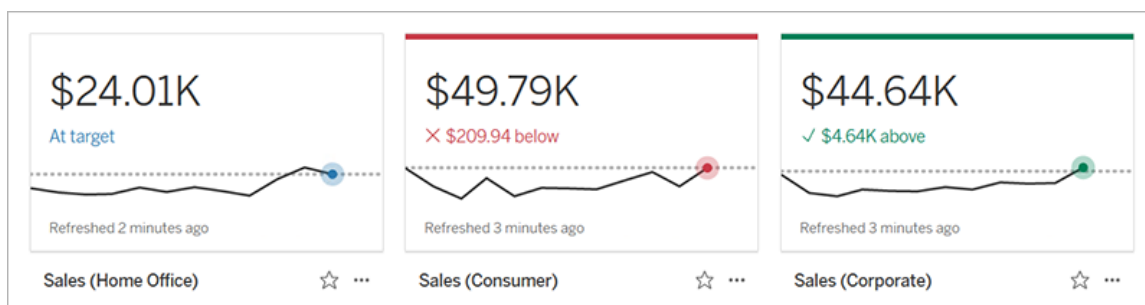 $24.01K
At target
Refreshed 2 minutes ago
Sales (Home Office)
$49.79K
$209.94 below
Refreshed 3 minutes ago
Sales (Consumer)
$44.64K
$4.64K above
Refreshed 3 minutes ago
Sales (Corporate)